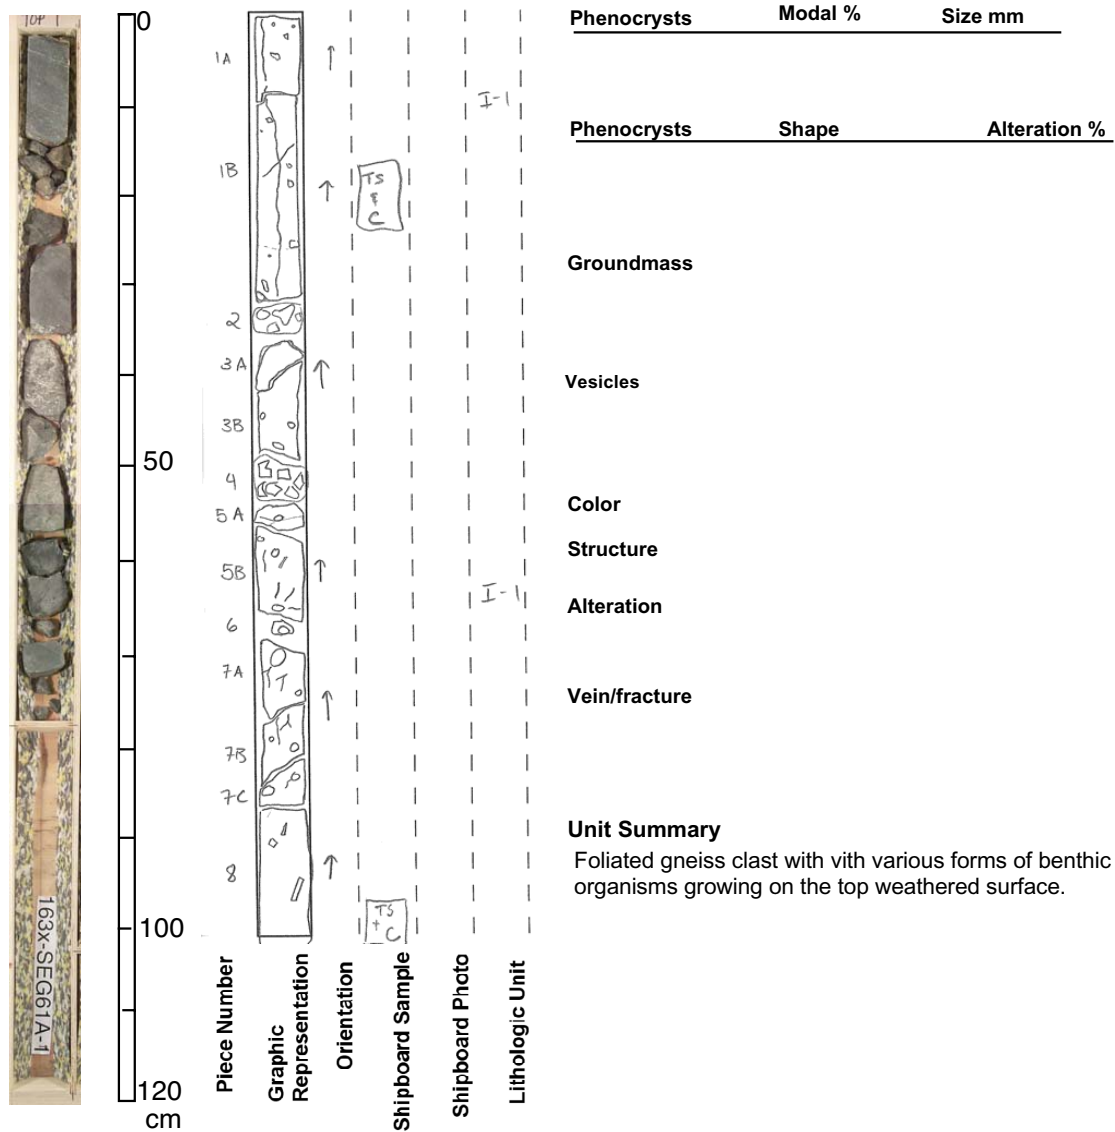 TOP 1
0
50
100
120
cm
163x-SEG61A-1
1A
1B
2
3A
3B
4
5A
5B
6
7A
7B
7C
8
TS
&
C
TS
+ C
I-1
I-1
Piece Number
Graphic
Representation
Orientation
Shipboard Sample
Shipboard Photo
Lithologic Unit
Phenocrysts Modal % Size mm
Phenocrysts Shape Alteration %
Groundmass
Vesicles
Color
Structure
Alteration
Vein/fracture
Unit Summary
Foliated gneiss clast with vith various forms of benthic
organisms growing on the top weathered surface.